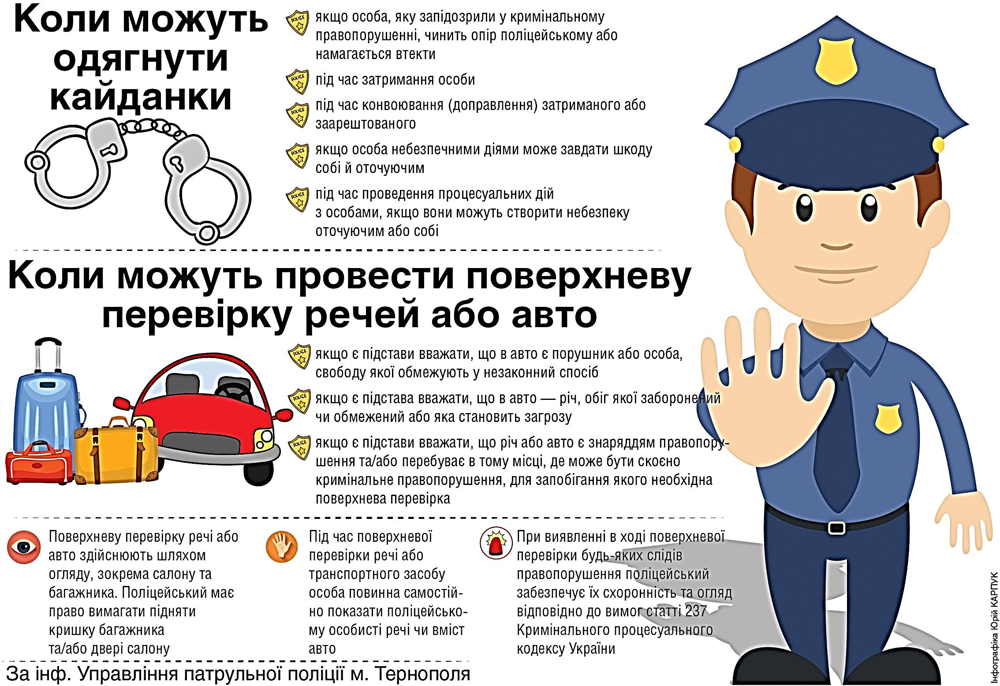 Коли можуть
одягнути
кайданки
POLICE
якщо особа, яку запідозрили у кримінальному
правопорушенні, чинить опір поліцейському або
намагається втекти
POLICE
під час затримання особи
POLICE
під час конвоювання (доправлення) затриманого або
заарештованого
POLICE
якщо особа небезпечними діями може завдати шкоду
собі й оточуючим
POLICE
під час проведення процесуальних дій
з особами, якщо вони можуть створити небезпеку
оточуючим або собі
Коли можуть провести поверхневу
перевірку речей або авто
POLICE
якщо є підстави вважати, що в авто є порушник або особа,
свободу якої обмежують у незаконний спосіб
POLICE
якщо є підстава вважати, що в авто — річ, обіг якої заборонений
чи обмежений або яка становить загрозу
POLICE
якщо є підстави вважати, що річ або авто є знаряддям правопору-
шення та/або перебуває в тому місці, де може бути скоєно
кримінальне правопорушення, для запобігання якого необхідна
поверхнева перевірка
Поверхневу перевірку речі або
авто здійснюють шляхом
огляду, зокрема салону та
багажника. Поліцейський має
право вимагати підняти
кришку багажника
та/або двері салону
Під час поверхневої
перевірки речі або
транспортного засобу
особа повинна самостій-
но показати поліцейсько-
му особисті речі чи вміст
авто
При виявленні в ході поверхневої
перевірки будь-яких слідів
правопорушення поліцейський
забезпечує їх схоронність та огляд
відповідно до вимог статті 237
Кримінального процесуального
кодексу України
За інф. Управління патрульної поліції м. Тернополя
Інфографіка Юрій КАРПУК